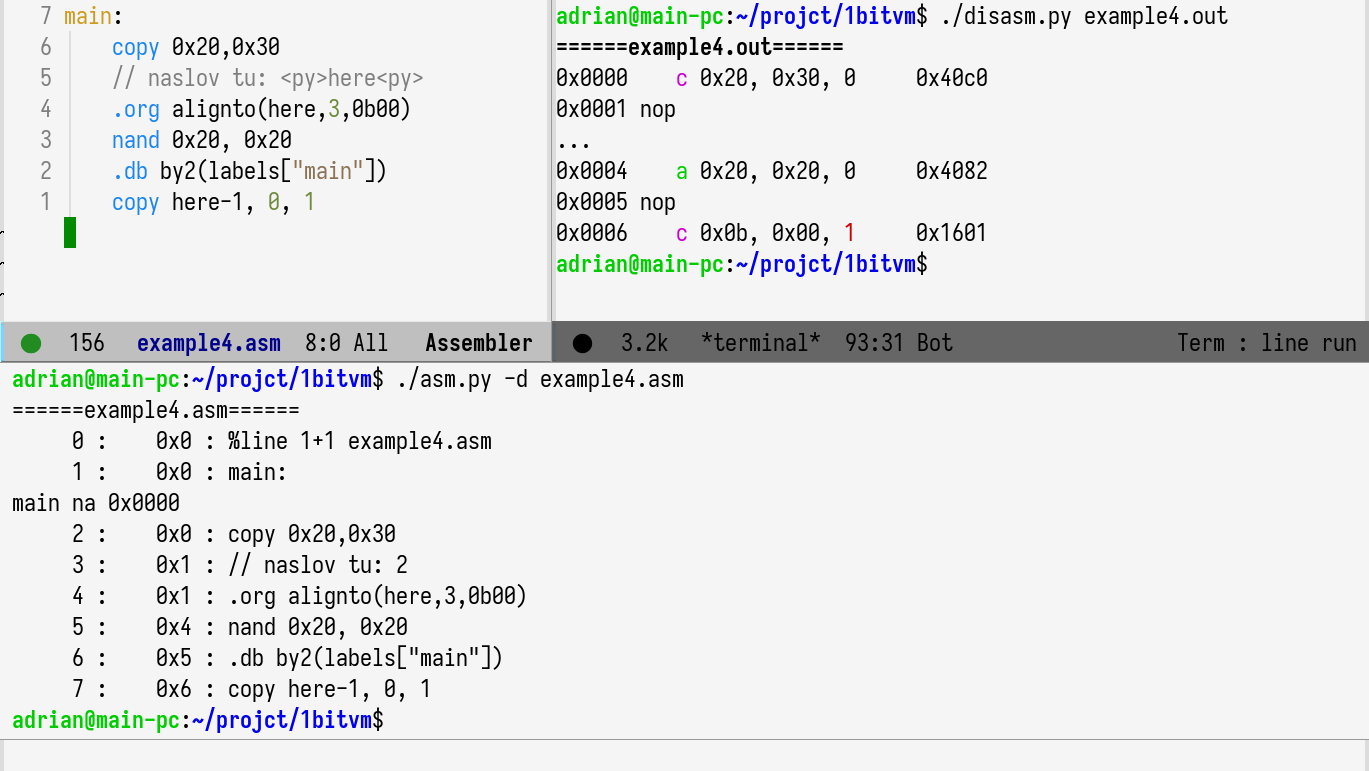 7 main:
6     copy 0x20,0x30
5     // naslov tu: <py>here<py>
4     .org alignto(here,3,0b00)
3     nand 0x20, 0x20
2     .db by2(labels["main"])
1     copy here-1, 0, 1
156   example4.asm  8:0 All   Assembler
adrian@main-pc:~/projct/1bitvm$ ./disasm.py example4.out
======example4.out======
0x0000    c 0x20, 0x30, 0     0x40c0
0x0001 nop
...
0x0004    a 0x20, 0x20, 0     0x4082
0x0005 nop
0x0006    c 0x0b, 0x00, 1     0x1601
adrian@main-pc:~/projct/1bitvm$
3.2k   *terminal*  93:31 Bot   Term : line run
adrian@main-pc:~/projct/1bitvm$ ./asm.py -d example4.asm
======example4.asm======
     0 :    0x0 : %line 1+1 example4.asm
     1 :    0x0 : main:
main na 0x0000
     2 :    0x0 : copy 0x20,0x30
     3 :    0x1 : // naslov tu: 2
     4 :    0x1 : .org alignto(here,3,0b00)
     5 :    0x4 : nand 0x20, 0x20
     6 :    0x5 : .db by2(labels["main"])
     7 :    0x6 : copy here-1, 0, 1
adrian@main-pc:~/projct/1bitvm$